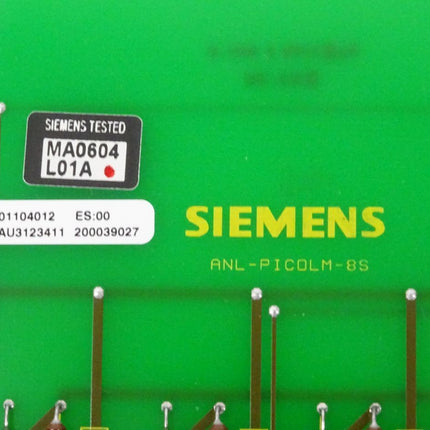 SIEMENS TESTED
MA0604
L01A
01104012 ES:00
AU3123411 200039027
SIEMENS
ANL-PICOLM-8S